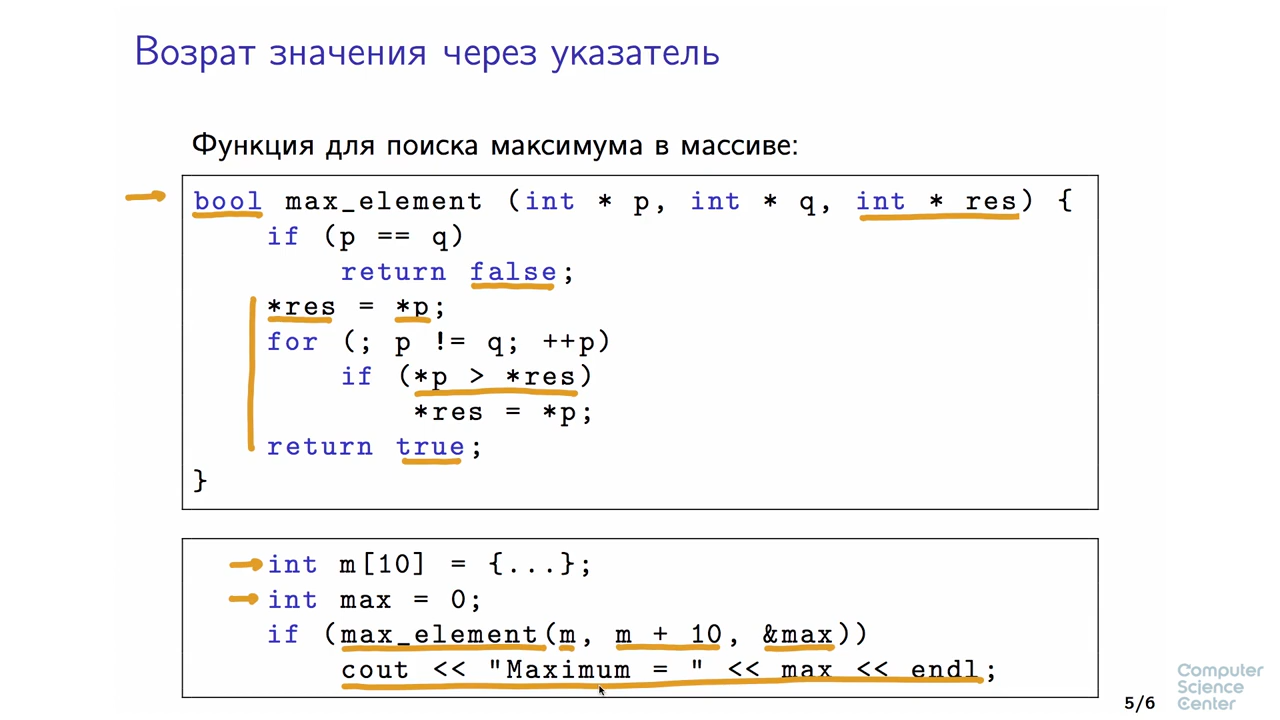 Возрат значения через указатель
Функция для поиска максимума в массиве:
bool max_element (int * p, int * q, int * res) {
    if (p == q)
        return false;
    *res = *p;
    for (; p != q; ++p)
        if (*p > *res)
            *res = *p;
    return true;
}
int m[10] = {...};
int max = 0;
if (max_element(m, m + 10, &max))
    cout << "Maximum = " << max << endl;
5/6
Computer
Science
Center